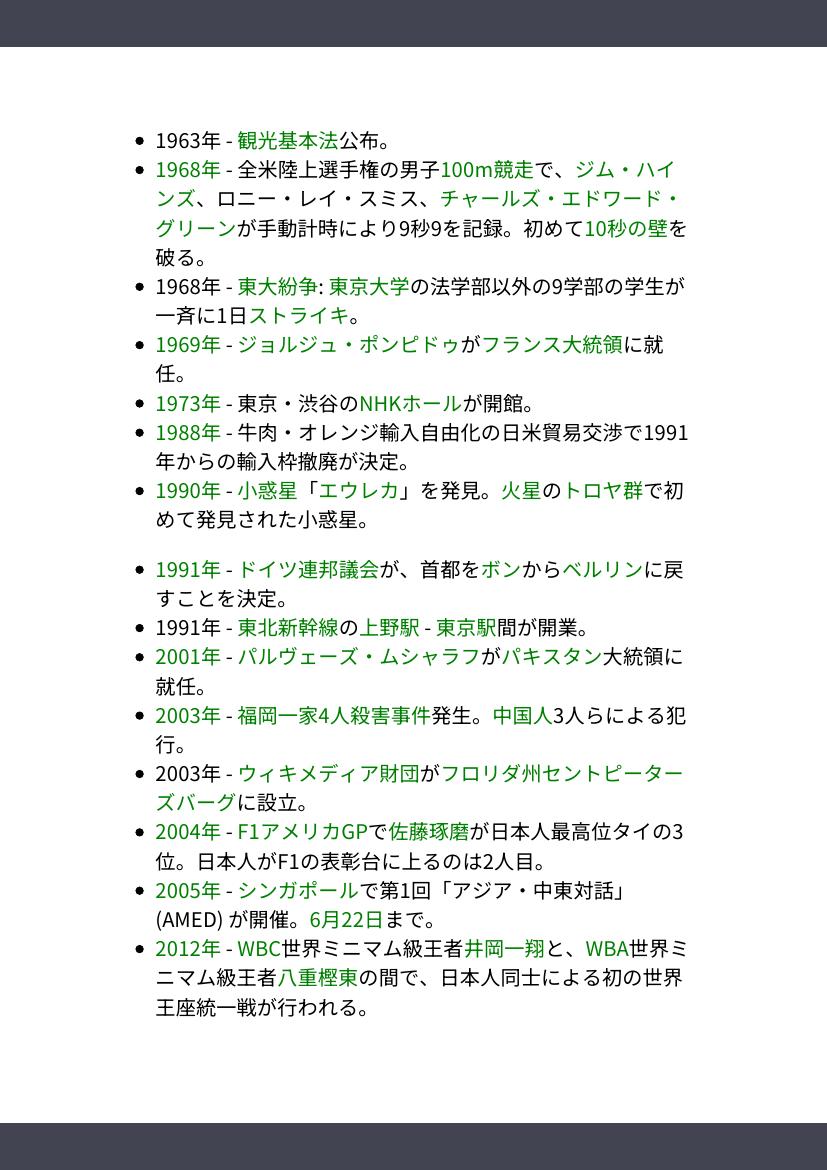 1963年 - 観光基本法公布。
1968年 - 全米陸上選手権の男子100m競走で、ジム・ハイ
ンズ、ロニー・レイ・スミス、チャールズ・エドワード・
グリーンが手動計時により9秒9を記録。初めて10秒の壁を
破る。
1968年 - 東大紛争: 東京大学の法学部以外の9学部の学生が
一斉に1日ストライキ。
1969年 - ジョルジュ・ポンピドゥがフランス大統領に就
任。
1973年 - 東京・渋谷のNHKホールが開館。
1988年 - 牛肉・オレンジ輸入自由化の日米貿易交渉で1991
年からの輸入枠撤廃が決定。
1990年 - 小惑星「エウレカ」を発見。火星のトロヤ群で初
めて発見された小惑星。
1991年 - ドイツ連邦議会が、首都をボンからベルリンに戻
すことを決定。
1991年 - 東北新幹線の上野駅 - 東京駅間が開業。
2001年 - パルヴェーズ・ムシャラフがパキスタン大統領に
就任。
2003年 - 福岡一家4人殺害事件発生。中国人3人らによる犯
行。
2003年 - ウィキメディア財団がフロリダ州セントピーター
ズバーグに設立。
2004年 - F1アメリカGPで佐藤琢磨が日本人最高位タイの3
位。日本人がF1の表彰台に上るのは2人目。
2005年 - シンガポールで第1回「アジア・中東対話」
(AMED) が開催。6月22日まで。
2012年 - WBC世界ミニマム級王者井岡一翔と、WBA世界ミ
ニマム級王者八重樫東の間で、日本人同士による初の世界
王座統一戦が行われる。